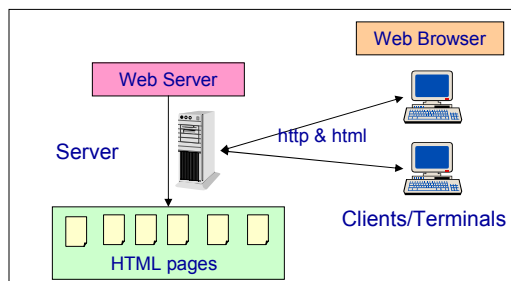 Web Browser
Web Server
http & html
Server
Clients/Terminals
HTML pages